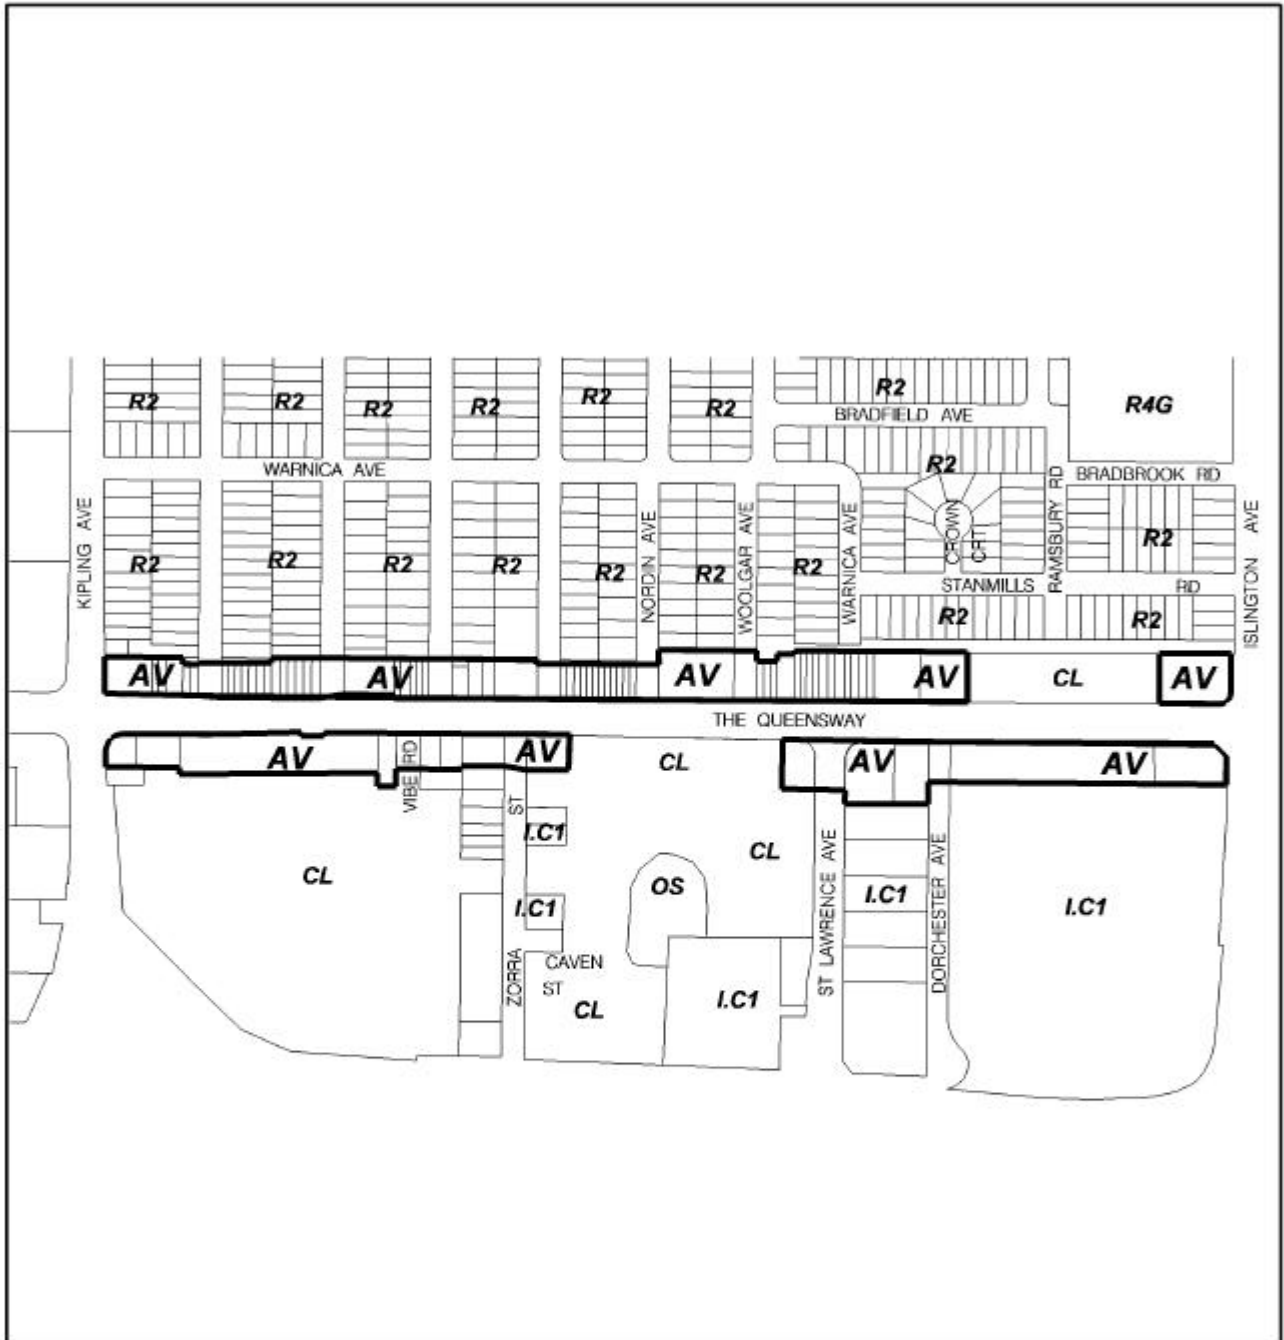 R2
R2
R2
R2
R2
R2
R2
R4G
BRADFIELD AVE
WARNICA AVE
R2
BRADBROOK RD
KIPLING AVE
R2
R2
R2
R2
R2
NORDIN AVE
R2
WOOLGAR AVE
R2
WARNICA AVE
CROWN
CRT
RAMSBURY RD
R2
ISLINGTON AVE
STANMILLS RD
R2
R2
AV
AV
AV
AV
CL
AV
THE QUEENSWAY
AV
VIBE RD
AV
CL
AV
AV
CL
I.C1
CL
OS
I.C1
ZORRA ST
CAVEN
ST
CL
I.C1
ST LAWRENCE AVE
I.C1
DORCHESTER AVE
I.C1